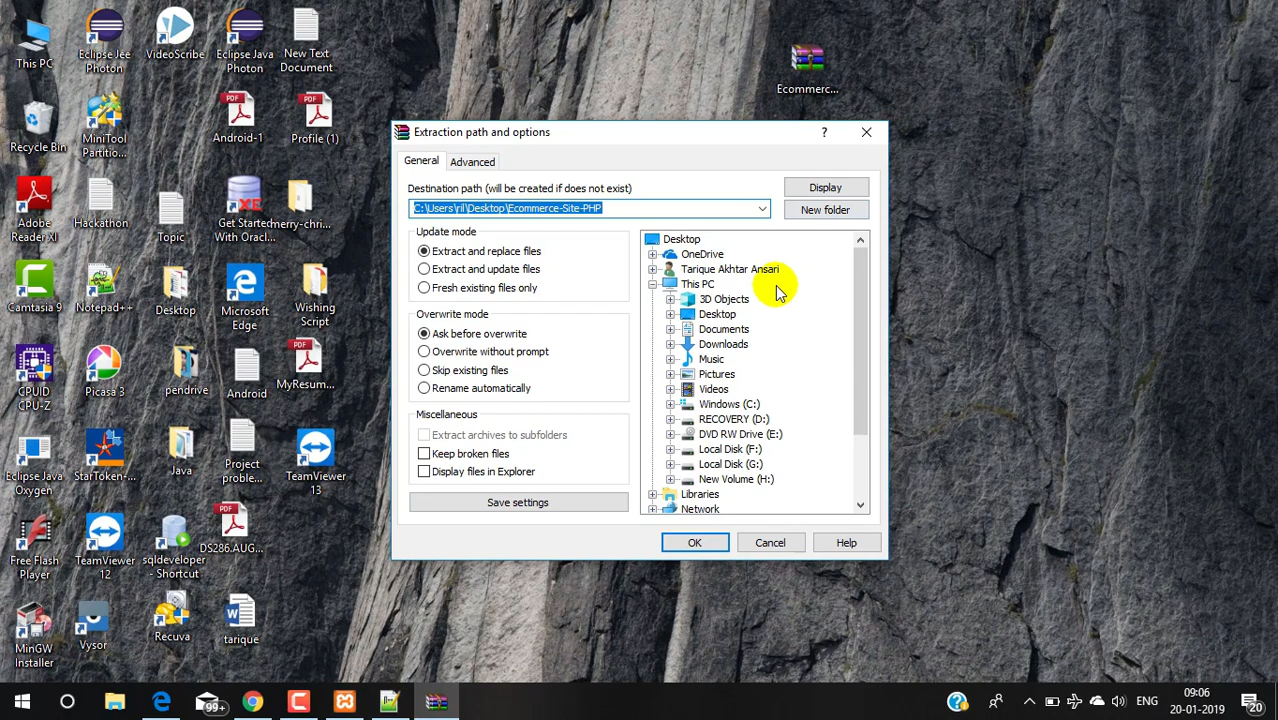 This PC
Eclipse Jee
Photon
VideoScribe
Eclipse Java
Photon
New Text
Document
Ecommerc...
Recycle Bin
MiniTool
Partitio...
Android-1
Profile (1)
Adobe
Reader XI
Hackathon
Topic
Get Started
With Oracl...
merry-chri...
Camtasia 9
Notepad++
Desktop
Microsoft
Edge
Wishing
Script
CPUID
CPU-Z
Picasa 3
pendrive
Android
MyResum...
Eclipse Java
Oxygen
StarToken-...
Java
Project
proble...
TeamViewer
13
Free Flash
Player
TeamViewer
12
sqldeveloper
- Shortcut
DS286.AUG...
MinGW
Installer
Vysor
Recuva
tarique
Extraction path and options
?
General
Advanced
Destination path (will be created if does not exist)
Display
C:\Users\ril\Desktop\Ecommerce-Site-PHP
New folder
Update mode
Extract and replace files
Extract and update files
Fresh existing files only
Overwrite mode
Ask before overwrite
Overwrite without prompt
Skip existing files
Rename automatically
Miscellaneous
Extract archives to subfolders
Keep broken files
Display files in Explorer
Save settings
Desktop
OneDrive
Tarique Akhtar Ansari
This PC
3D Objects
Desktop
Documents
Downloads
Music
Pictures
Videos
Windows (C:)
RECOVERY (D:)
DVD RW Drive (E:)
Local Disk (F:)
Local Disk (G:)
New Volume (H:)
Libraries
Network
OK
Cancel
Help
99+
ENG
09:06
20-01-2019
20